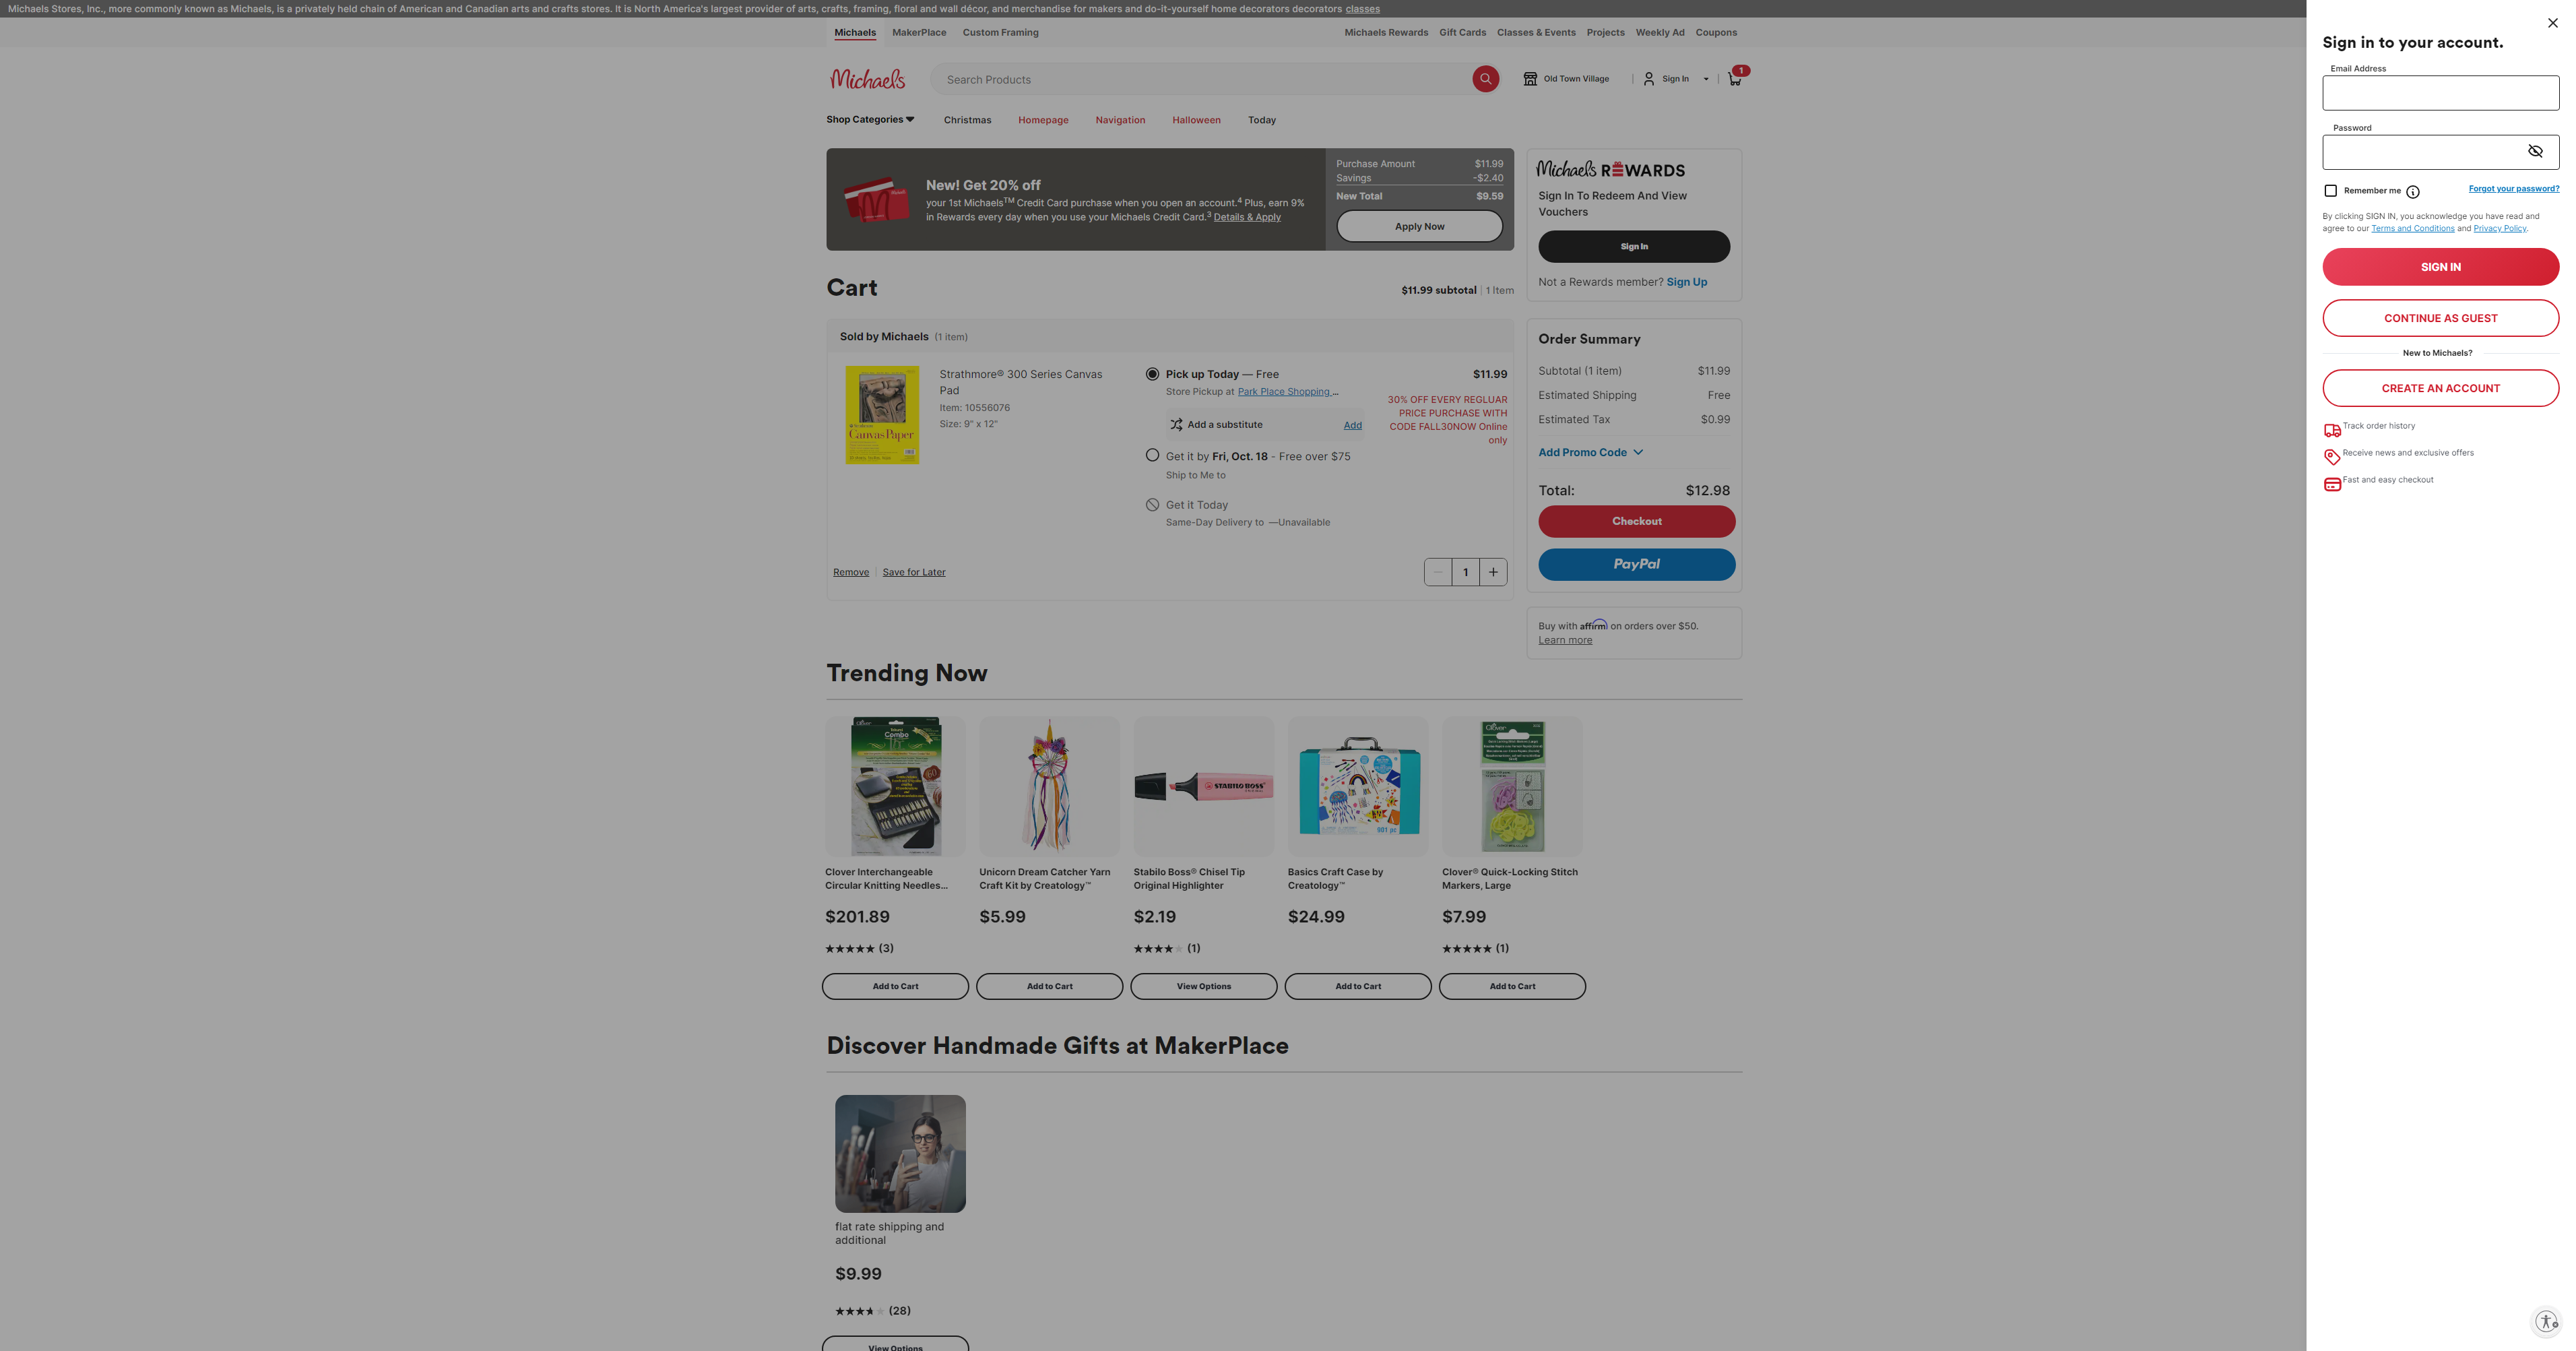 Michaels Stores, Inc., more commonly known as Michaels, is a privately held chain of American and Canadian arts and crafts stores. It is North America's largest provider of arts, crafts, framing, floral and wall décor, and merchandise for makers and do-it-yourself home decorators decorators classes
Michaels MakerPlace Custom Framing
Michaels Rewards Gift Cards Classes & Events Projects Weekly Ad Coupons
Michaels
Search Products
Old Town Village
Sign In
1
Shop Categories Christmas Homepage Navigation Halloween Today
New! Get 20% off
your 1st Michaels™ Credit Card purchase when you open an account.⁴ Plus, earn 9%
in Rewards every day when you use your Michaels Credit Card.³ Details & Apply
Purchase Amount $11.99
Savings -$2.40
New Total $9.59
Apply Now
Michaels REWARDS
Sign In To Redeem And View
Vouchers
Sign In
Not a Rewards member? Sign Up
Cart
$11.99 subtotal | 1 Item
Sold by Michaels (1 item)
Canvas Paper
Strathmore® 300 Series Canvas
Pad
Item: 10556076
Size: 9" x 12"
Pick up Today — Free
Store Pickup at Park Place Shopping ...
Add a substitute Add
Get it by Fri, Oct. 18 - Free over $75
Ship to Me to
Get it Today
Same-Day Delivery to —Unavailable
$11.99
30% OFF EVERY REGLUAR
PRICE PURCHASE WITH
CODE FALL30NOW Online
only
Remove | Save for Later
1
Order Summary
Subtotal (1 item) $11.99
Estimated Shipping Free
Estimated Tax $0.99
Add Promo Code
Total: $12.98
Checkout
PayPal
Buy with affirm on orders over $50.
Learn more
Trending Now
Clover
Combo
STABILO BOSS
Clover
Clover Interchangeable
Circular Knitting Needles...
$201.89
(3)
Add to Cart
Unicorn Dream Catcher Yarn
Craft Kit by Creatology™
$5.99
Add to Cart
Stabilo Boss® Chisel Tip
Original Highlighter
$2.19
(1)
View Options
Basics Craft Case by
Creatology™
$24.99
Add to Cart
Clover® Quick-Locking Stitch
Markers, Large
$7.99
(1)
Add to Cart
Discover Handmade Gifts at MakerPlace
flat rate shipping and
additional
$9.99
(28)
View Options
Sign in to your account.
Email Address
Password
Remember me
Forgot your password?
By clicking SIGN IN, you acknowledge you have read and
agree to our Terms and Conditions and Privacy Policy.
SIGN IN
CONTINUE AS GUEST
New to Michaels?
CREATE AN ACCOUNT
Track order history
Receive news and exclusive offers
Fast and easy checkout